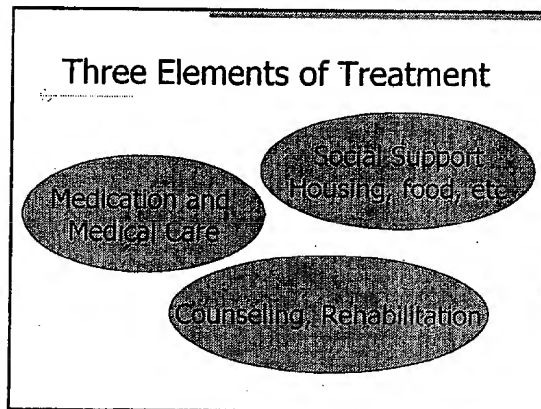 Three Elements of Treatment
Social Support
Housing, food, etc
Medication and
Medical Care
Counseling, Rehabilitation